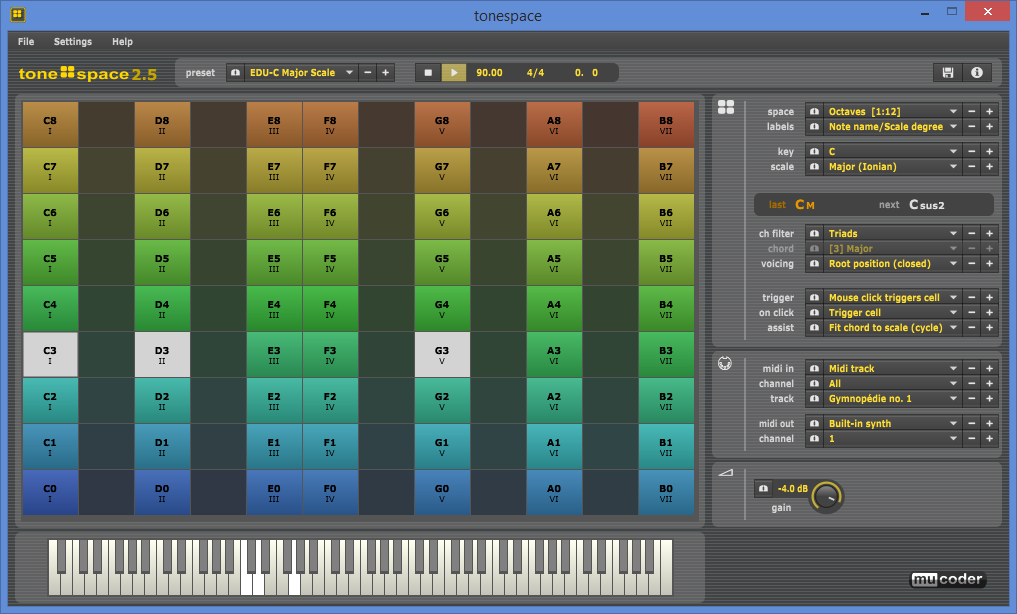 tonespace
File Settings Help
tone space 2.5
preset EDU-C Major Scale − + 90.00 4/4 0. 0
C8 D8 E8 F8 G8 A8 B8
I II III IV V VI VII
C7 D7 E7 F7 G7 A7 B7
I II III IV V VI VII
C6 D6 E6 F6 G6 A6 B6
I II III IV V VI VII
C5 D5 E5 F5 G5 A5 B5
I II III IV V VI VII
C4 D4 E4 F4 G4 A4 B4
I II III IV V VI VII
C3 D3 E3 F3 G3 A3 B3
I II III IV V VI VII
C2 D2 E2 F2 G2 A2 B2
I II III IV V VI VII
C1 D1 E1 F1 G1 A1 B1
I II III IV V VI VII
C0 D0 E0 F0 G0 A0 B0
I II III IV V VI VII
space Octaves [1:12] − +
labels Note name/Scale degree − +
key C − +
scale Major (Ionian) − +
last CM next Csus2
ch filter Triads − +
chord [3] Major − +
voicing Root position (closed) − +
trigger Mouse click triggers cell − +
on click Trigger cell − +
assist Fit chord to scale (cycle) − +
midi in Midi track − +
channel All − +
track Gymnopédie no. 1 − +
midi out Built-in synth − +
channel 1 − +
-4.0 dB
gain
mucoder